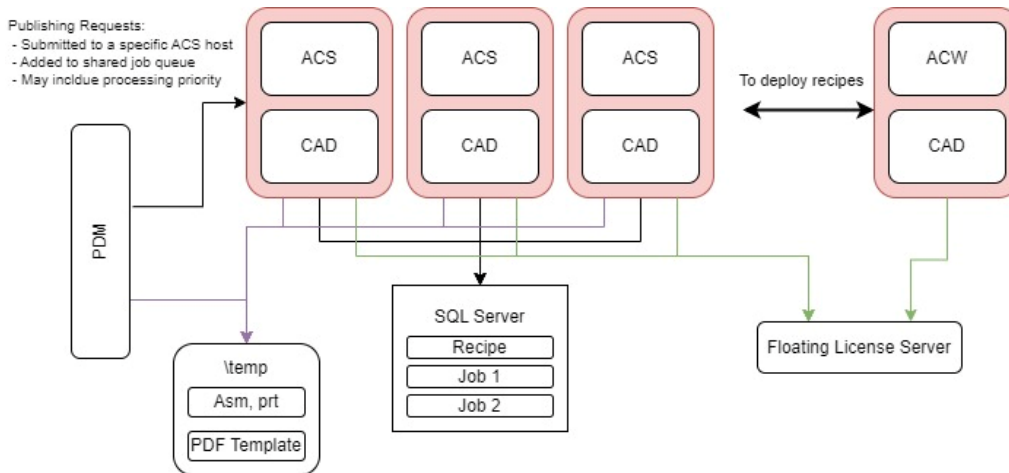 Publishing Requests:
- Submitted to a specific ACS host
- Added to shared job queue
- May incldue processing priority
ACS
ACS
ACS
ACW
To deploy recipes
CAD
CAD
CAD
CAD
PDM
SQL Server
Recipe
Job 1
Job 2
Floating License Server
\temp
Asm, prt
PDF Template